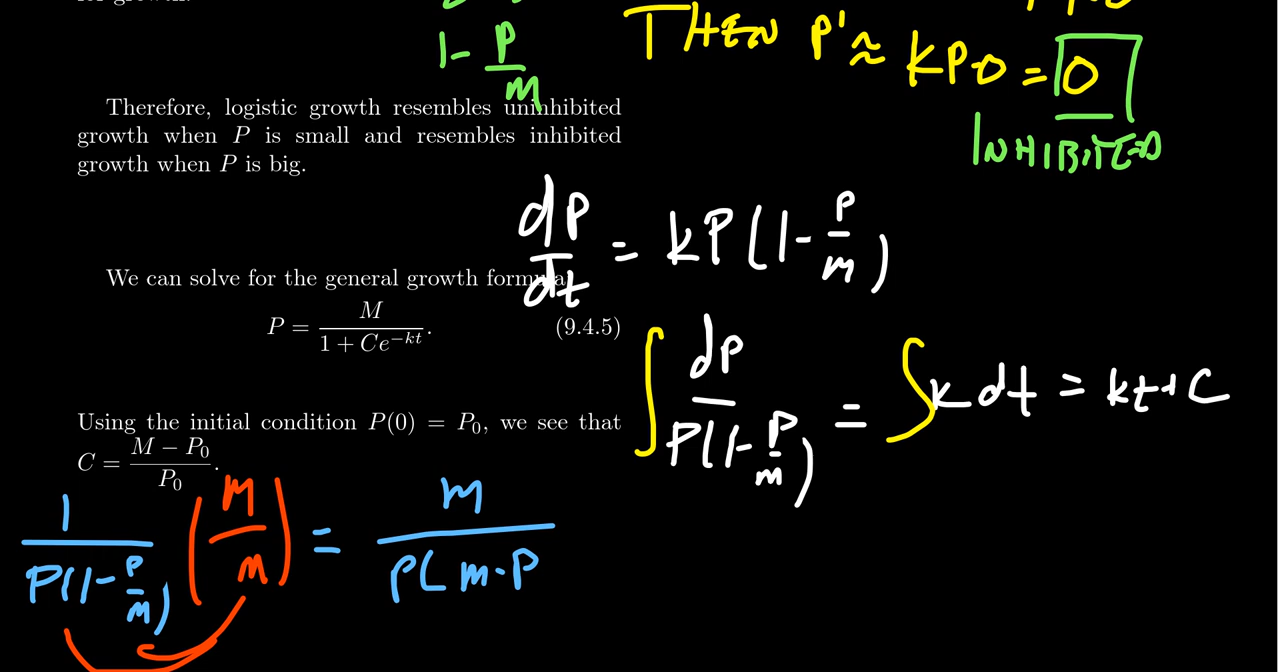 1 - P/M
THEN P' ≈ KP·0 = 0
INHIBITED
Therefore, logistic growth resembles uninhibited
growth when P is small and resembles inhibited
growth when P is big.
dP/dt = kP(1 - P/M)
We can solve for the general growth formula
P = M/(1 + Ce^{-kt}). (9.4.5)
∫ dP/(P(1 - P/M)) = ∫ k dt = kt + C
Using the initial condition P(0) = P₀, we see that
C = (M − P₀)/P₀.
1/(P(1 - P/M)) (M/M) = M/(P(M - P